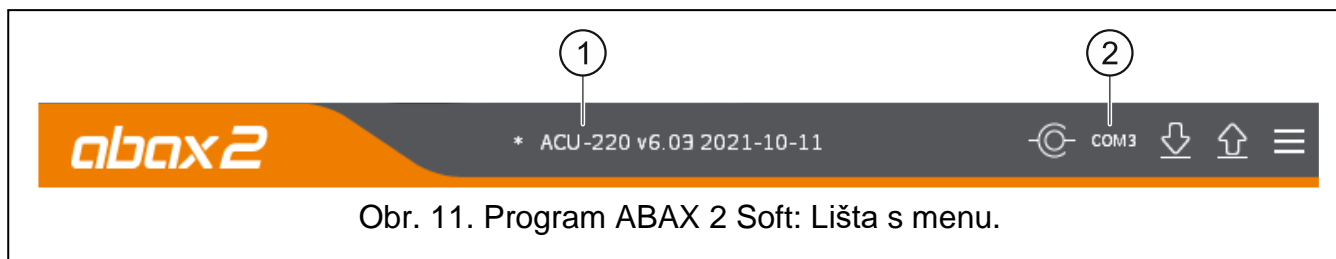 1 2
abax2 * ACU-220 v6.03 2021-10-11 COM3
Obr. 11. Program ABAX 2 Soft: Lišta s menu.